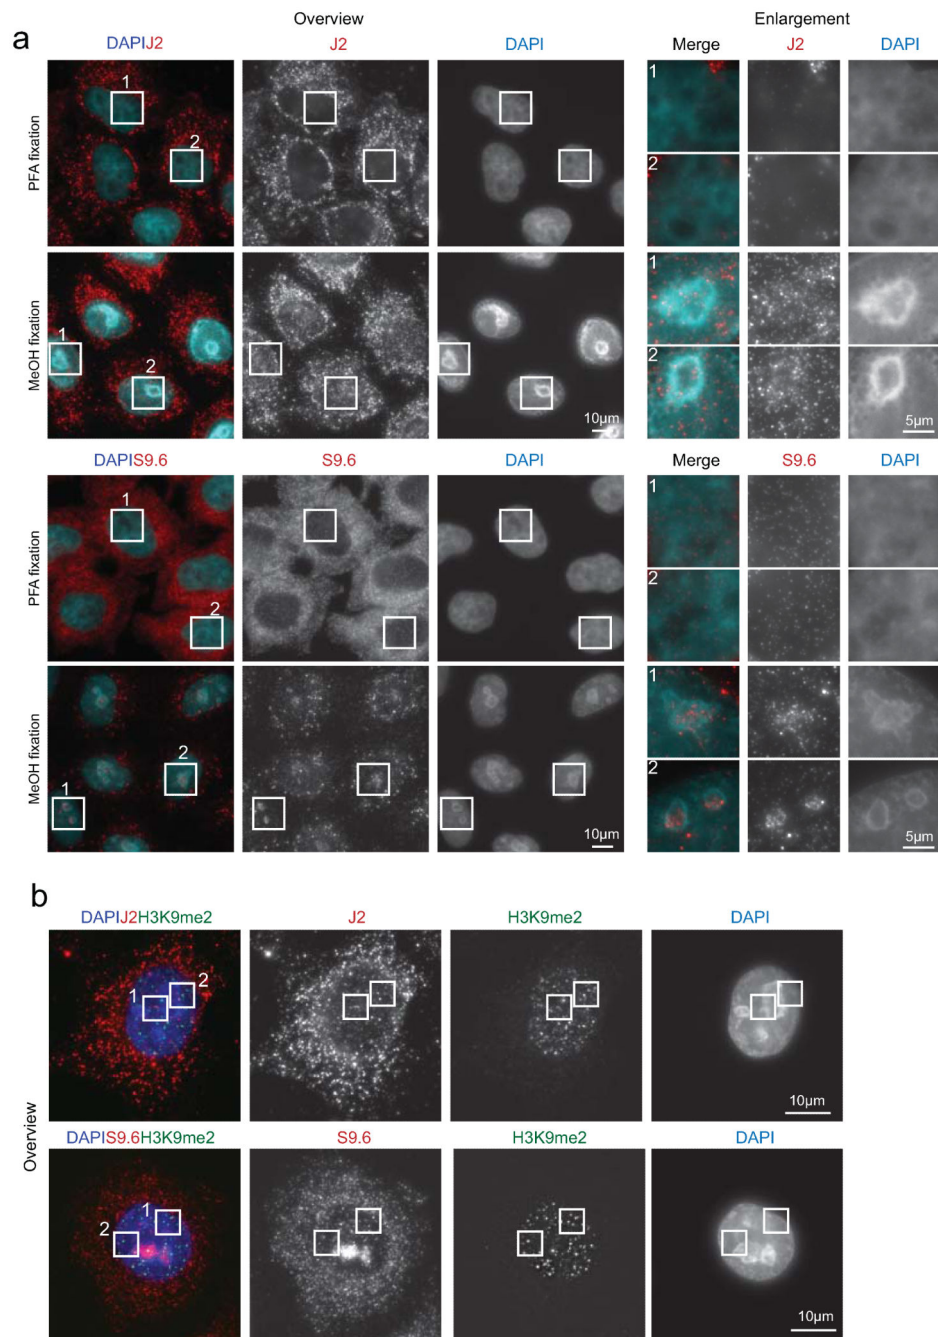 a
Overview
Enlargement
DAPIJ2
J2
DAPI
Merge
J2
DAPI
PFA fixation
1
2
1
2
MeOH fixation
1
2
10µm
1
2
5µm
DAPIS9.6
S9.6
DAPI
Merge
S9.6
DAPI
PFA fixation
1
2
1
2
MeOH fixation
1
2
10µm
1
2
5µm
b
DAPIJ2H3K9me2
J2
H3K9me2
DAPI
Overview
1
2
10µm
DAPIS9.6H3K9me2
S9.6
H3K9me2
DAPI
1
2
10µm